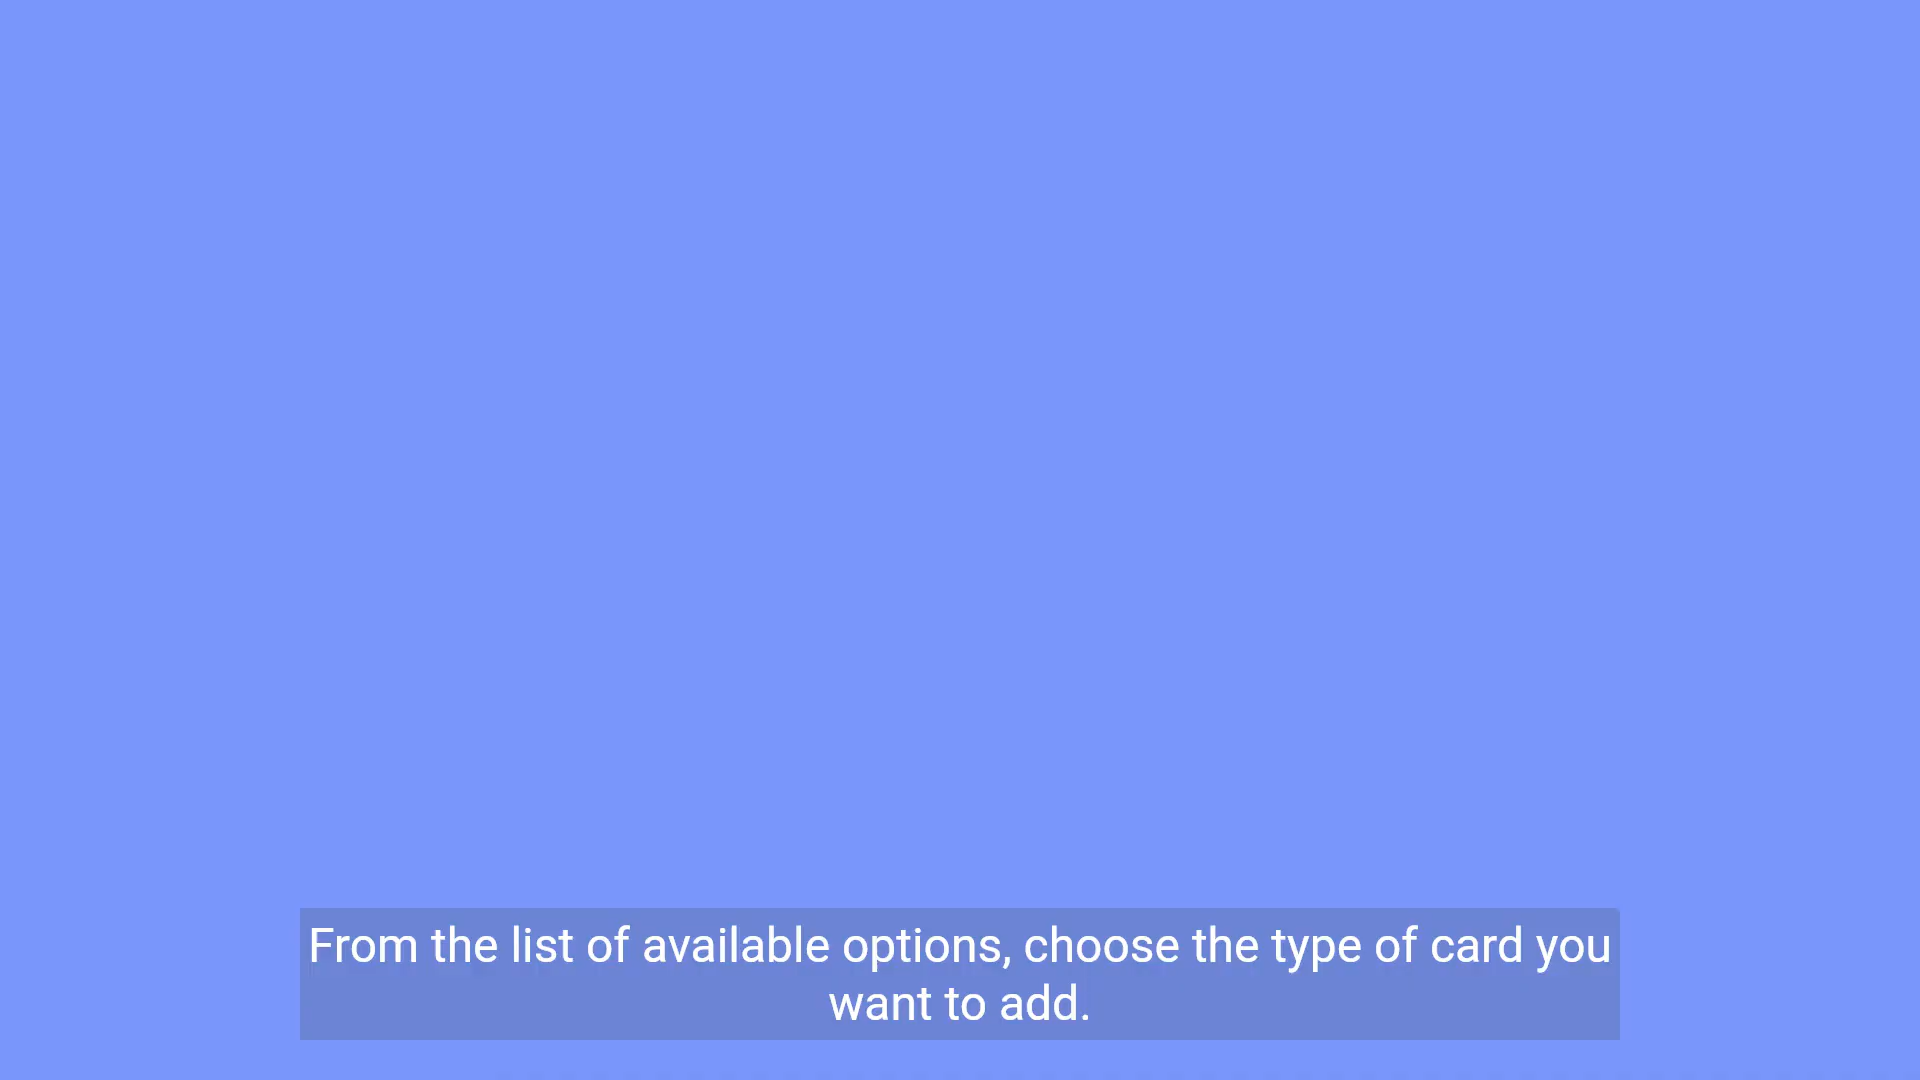 From the list of available options, choose the type of card you
want to add.